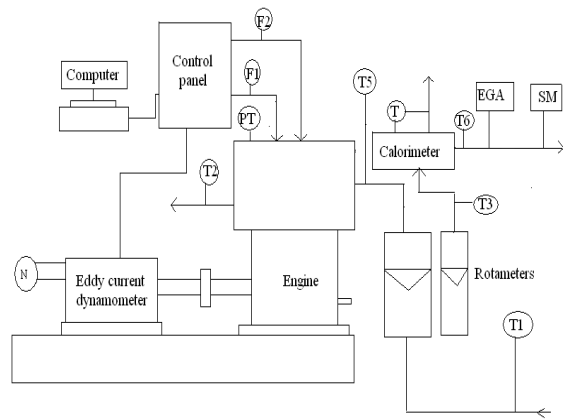 F2
Control
panel
Computer
F1
T5
EGA
SM
T
T6
PT
Calorimeter
T2
T3
N
Eddy current
dynamometer
Engine
Rotameters
T1